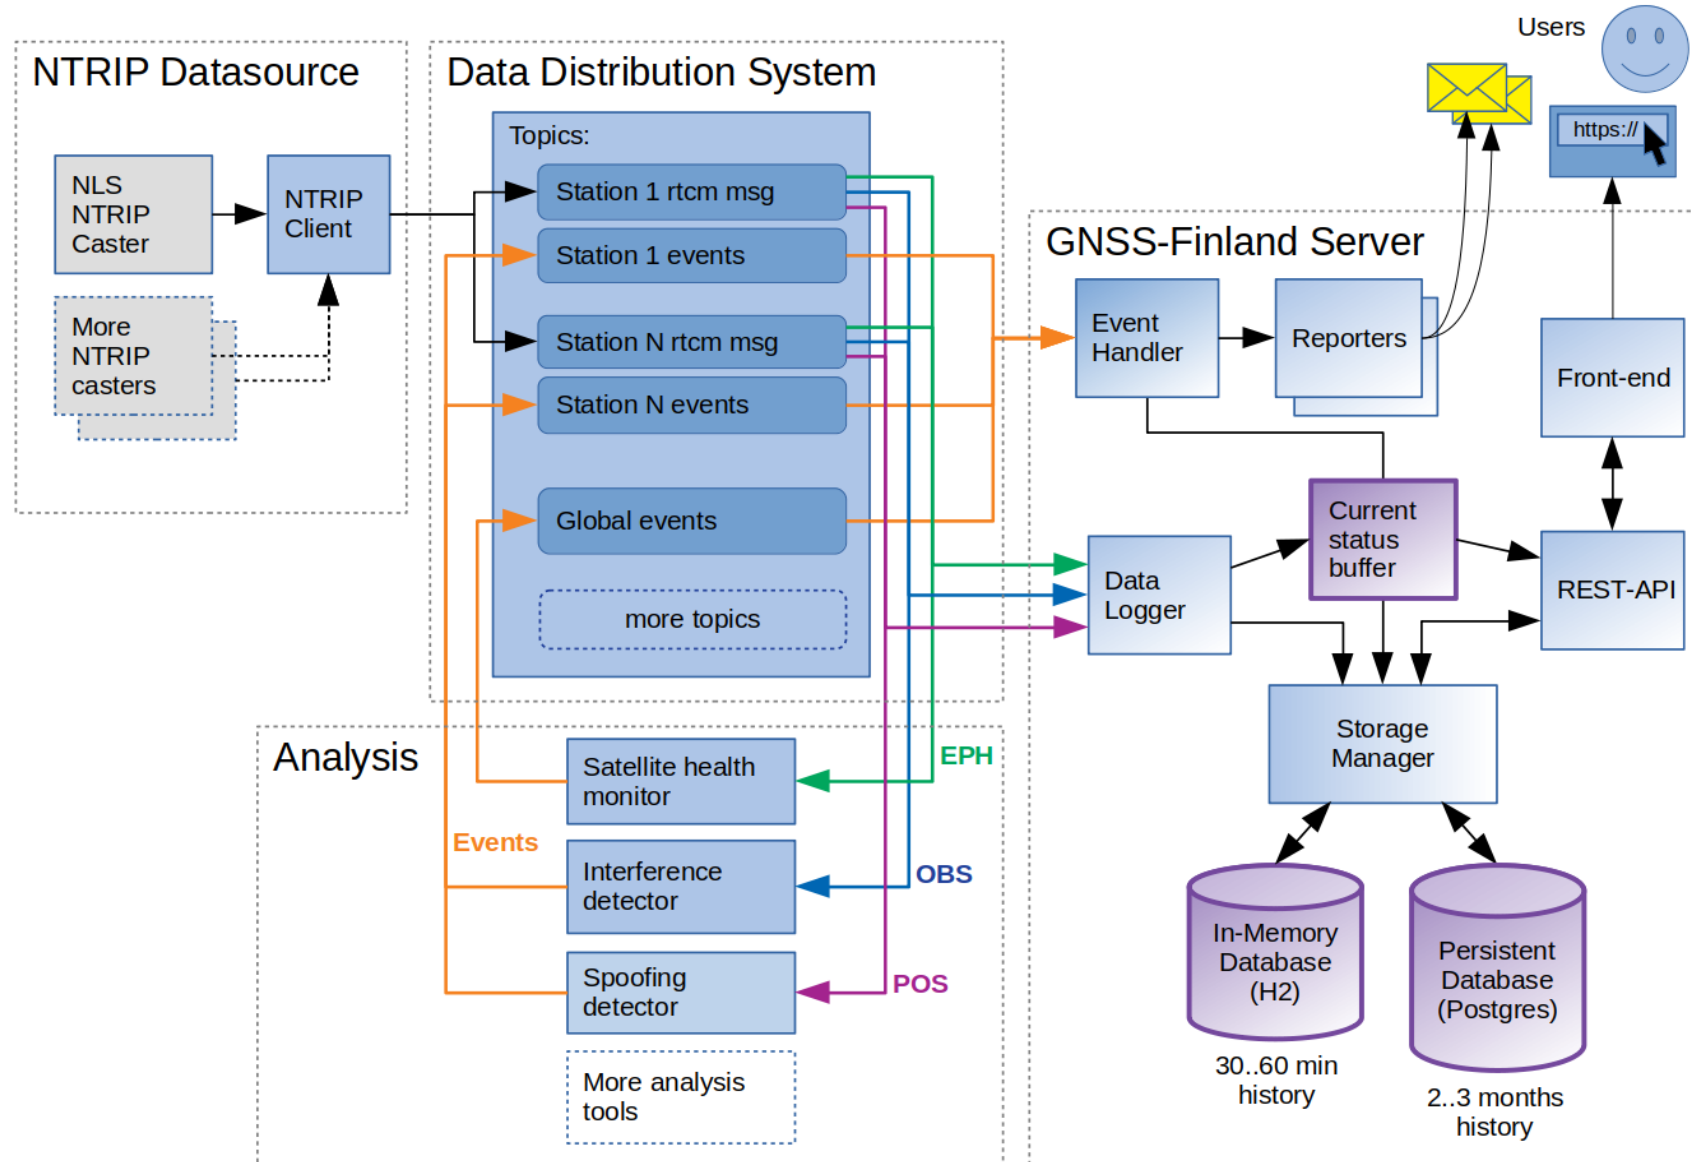 Users
https://
NTRIP Datasource
NLS
NTRIP
Caster
NTRIP
Client
More
NTRIP
casters
Data Distribution System
Topics:
Station 1 rtcm msg
Station 1 events
Station N rtcm msg
Station N events
Global events
more topics
Analysis
Satellite health
monitor
Interference
detector
Spoofing
detector
More analysis
tools
Events
EPH
OBS
POS
GNSS-Finland Server
Event
Handler
Reporters
Front-end
Current
status
buffer
Data
Logger
REST-API
Storage
Manager
In-Memory
Database
(H2)
30..60 min
history
Persistent
Database
(Postgres)
2..3 months
history